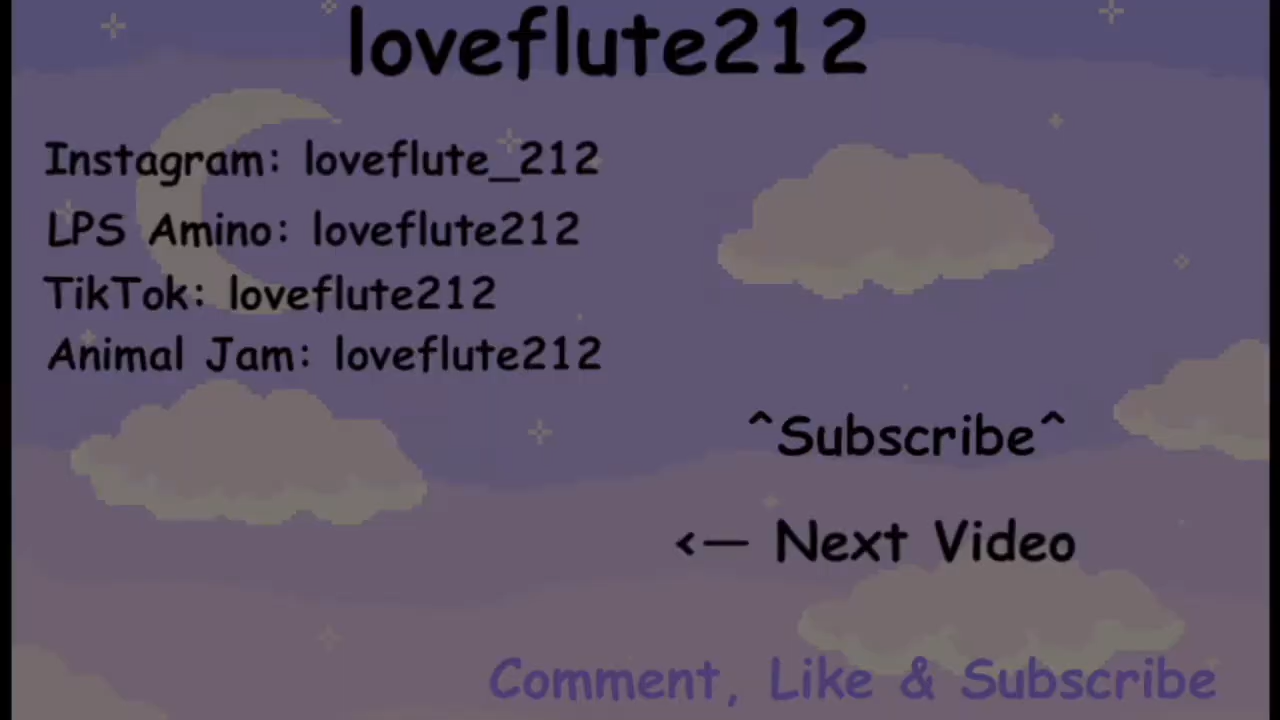 loveflute212
Instagram: loveflute_212
LPS Amino: loveflute212
TikTok: loveflute212
Animal Jam: loveflute212
^Subscribe^
<— Next Video
Comment, Like & Subscribe